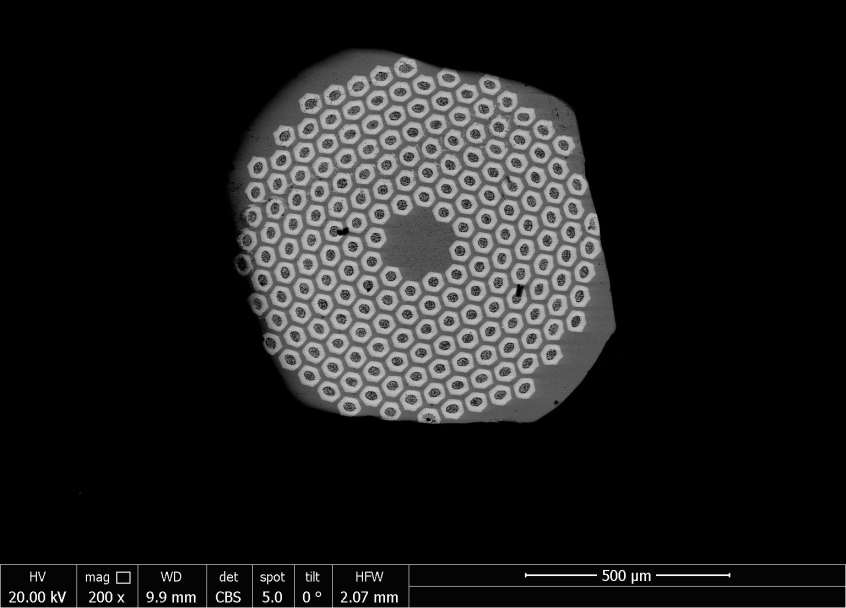 HV mag WD det spot tilt HFW
20.00 kV 200 x 9.9 mm CBS 5.0 0 ° 2.07 mm
500 µm